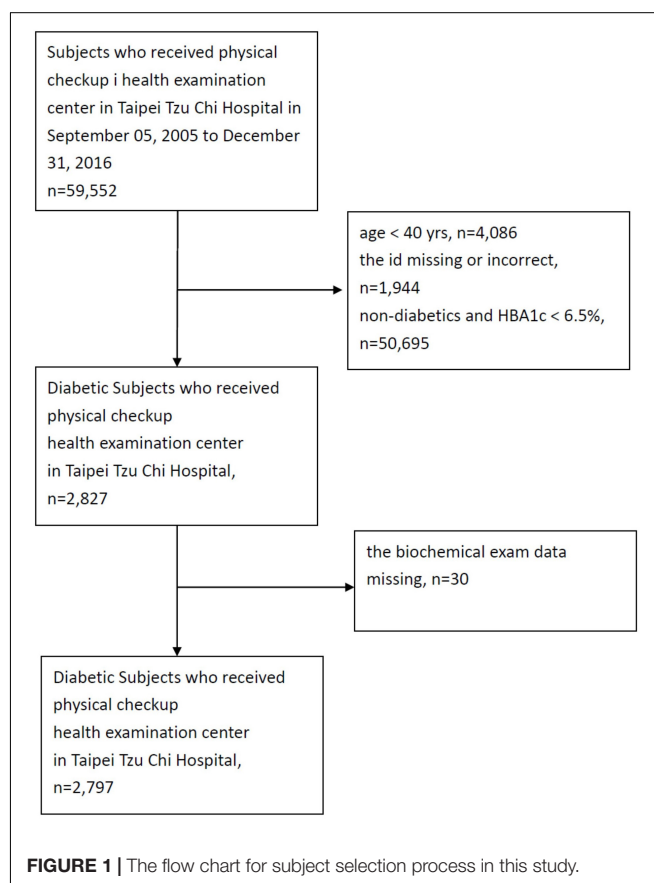 Subjects who received physical
checkup i health examination
center in Taipei Tzu Chi Hospital in
September 05, 2005 to December
31, 2016
n=59,552
age < 40 yrs, n=4,086
the id missing or incorrect,
n=1,944
non-diabetics and HBA1c < 6.5%,
n=50,695
Diabetic Subjects who received
physical checkup
health examination center
in Taipei Tzu Chi Hospital,
n=2,827
the biochemical exam data
missing, n=30
Diabetic Subjects who received
physical checkup
health examination center
in Taipei Tzu Chi Hospital,
n=2,797
FIGURE 1 | The flow chart for subject selection process in this study.